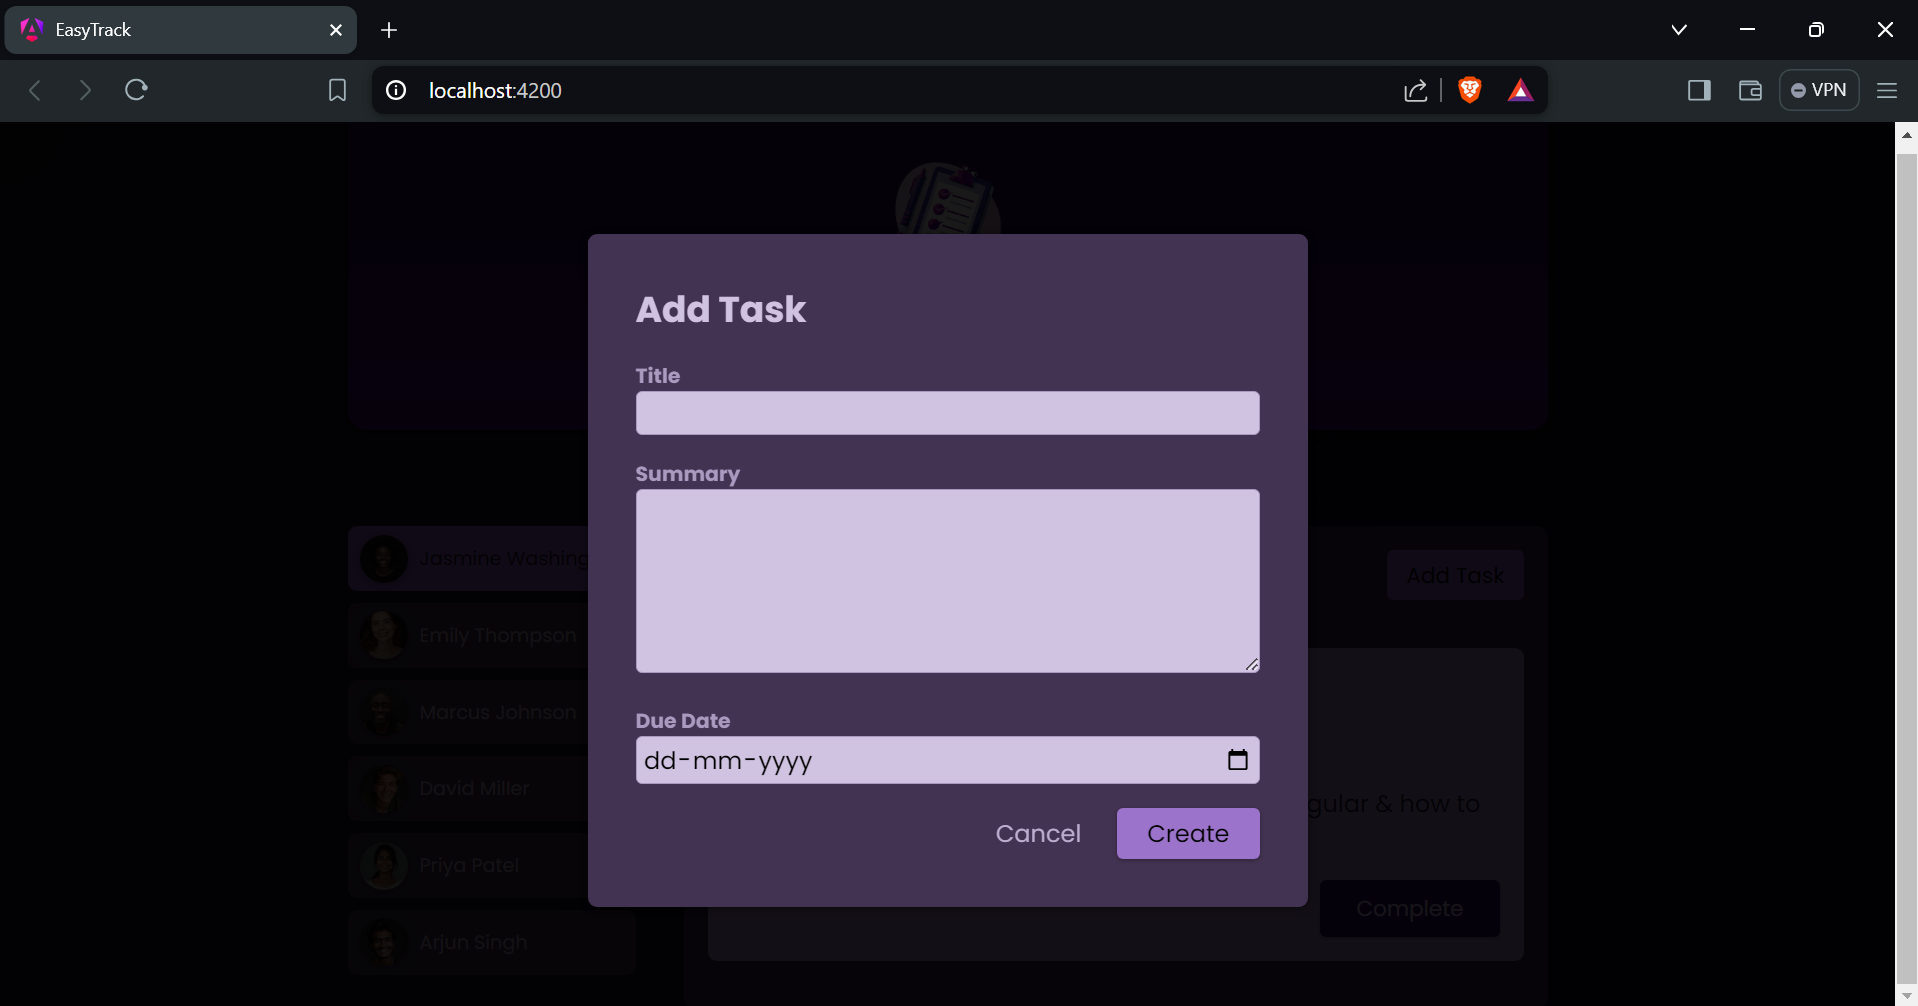 EasyTrack
localhost:4200
VPN
Add Task
Title
Summary
Due Date
dd-mm-yyyy
Cancel
Create
Jasmine Washing
Emily Thompson
Marcus Johnson
David Miller
Priya Patel
Arjun Singh
Add Task
gular & how to
Complete